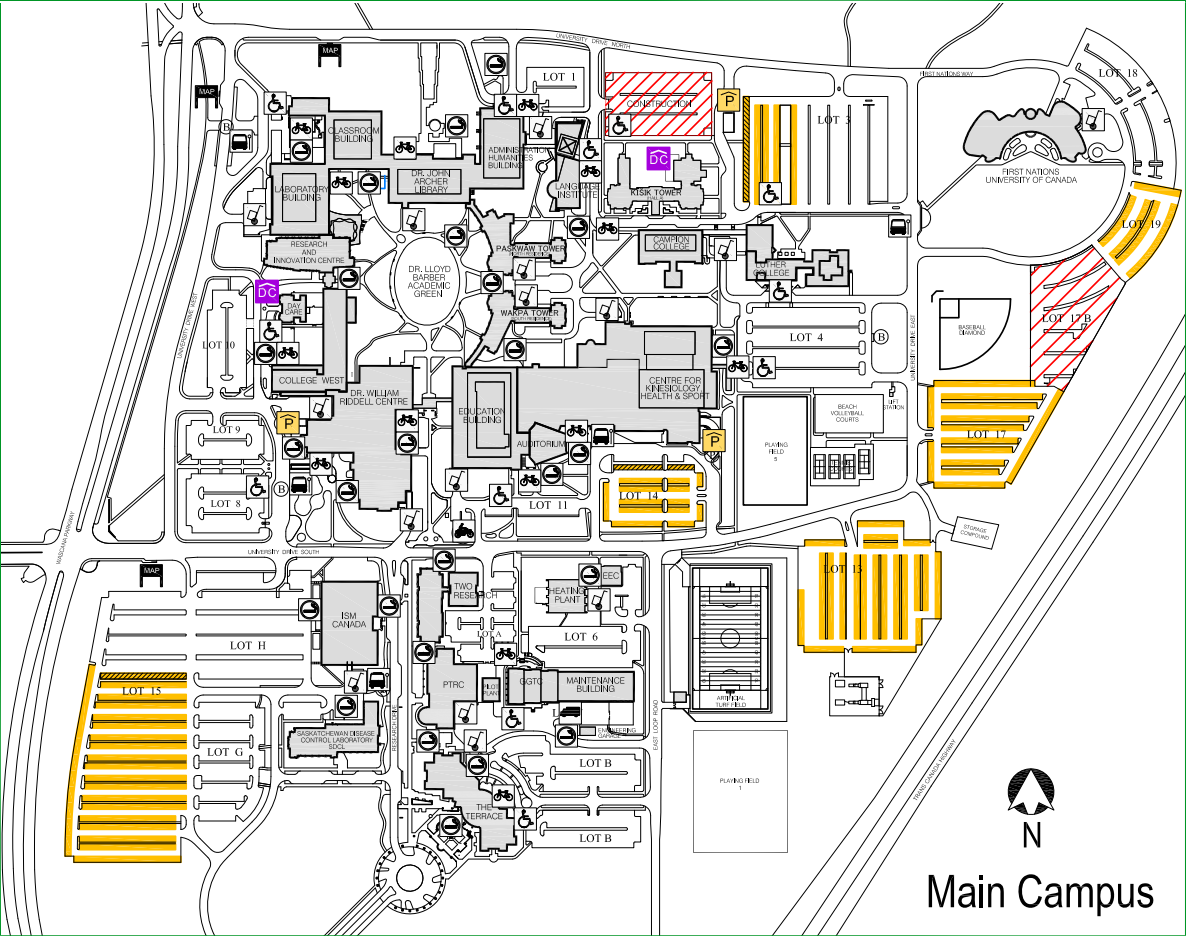 UNIVERSITY DRIVE NORTH
MAP
LOT 1
LOT 18
FIRST NATIONS WAY
MAP
P
CONSTRUCTION
LOT 3
B
CLASSROOM
BUILDING
ADMINISTRATION
HUMANITIES
BUILDING
DC
DR. JOHN
ARCHER
LIBRARY
FIRST NATIONS
UNIVERSITY OF CANADA
LABORATORY
BUILDING
LANGUAGE
INSTITUTE
KISIK TOWER
LOT 19
RESEARCH
AND
INNOVATION CENTRE
PASKWĀW TOWER
CAMPION
COLLEGE
LUTHER
COLLEGE
DR. LLOYD
BARBER
ACADEMIC
GREEN
DC
DAY
CARE
WAKPA TOWER
LOT 17 B
UNIVERSITY DRIVE WEST
LOT 10
LOT 4
B
BASEBALL
DIAMOND
UNIVERSITY DRIVE EAST
COLLEGE WEST
DR. WILLIAM
RIDDELL CENTRE
CENTRE FOR
KINESIOLOGY,
HEALTH & SPORT
EDUCATION
BUILDING
BEACH
VOLLEYBALL
COURTS
LIFT
STATION
P
LOT 9
AUDITORIUM
P
PLAYING
FIELD
5
LOT 17
LOT 8
B
LOT 14
LOT 11
WASCANA PARKWAY
UNIVERSITY DRIVE SOUTH
STORAGE
COMPOUND
MAP
LOT 13
TWO
RESEARCH
HEATING
PLANT
EEC
ISM
CANADA
LOT A
LOT 6
LOT H
LOT 15
PTRC
PILOT
PLANT
GGTC
MAINTENANCE
BUILDING
ARTIFICIAL
TURF FIELD
SASKATCHEWAN DISEASE
CONTROL LABORATORY
SDCL
RESEARCH DRIVE
ENGINEERING
GARAGE
EAST LOOP ROAD
LOT G
LOT B
PLAYING FIELD
1
TRANS CANADA HIGHWAY
THE
TERRACE
LOT B
N
Main Campus